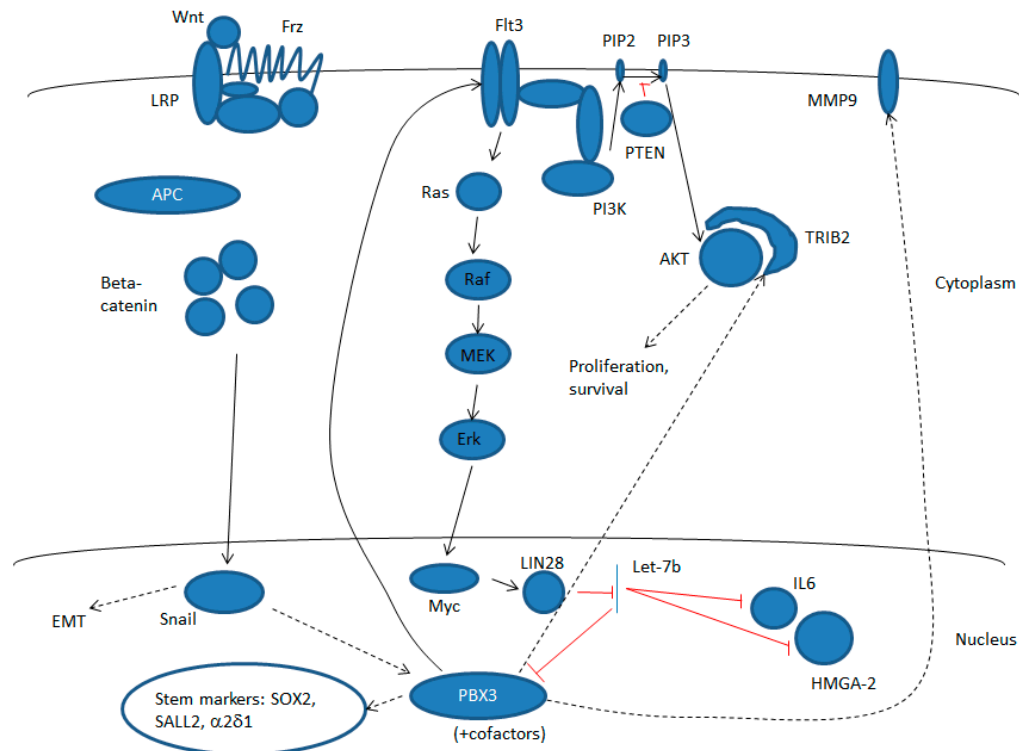 Wnt
Frz
Flt3
PIP2
PIP3
LRP
MMP9
PTEN
APC
Ras
PI3K
TRIB2
AKT
Beta-
catenin
Raf
Cytoplasm
MEK
Proliferation,
survival
Erk
LIN28
Let-7b
IL6
Myc
EMT
Snail
Nucleus
HMGA-2
Stem markers: SOX2,
SALL2, α2δ1
PBX3
(+cofactors)